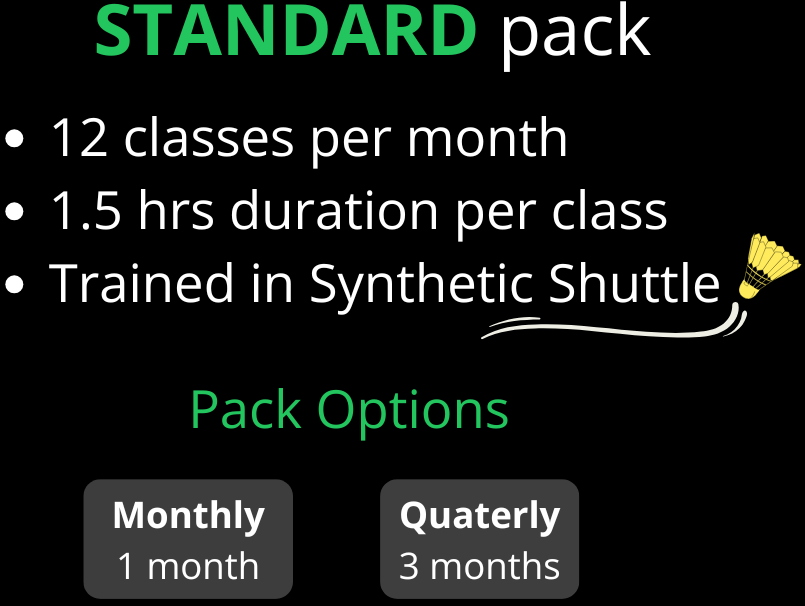 STANDARD pack
12 classes per month
1.5 hrs duration per class
Trained in Synthetic Shuttle
Pack Options
Monthly
1 month
Quaterly
3 months